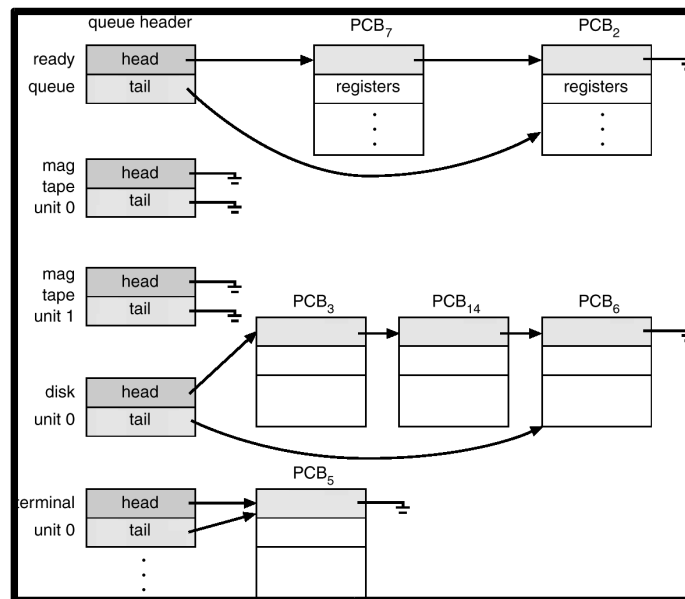 queue header
PCB7
PCB2
ready
queue
head
tail
registers
registers
mag
tape
unit 0
head
tail
mag
tape
unit 1
head
tail
PCB3
PCB14
PCB6
disk
unit 0
head
tail
PCB5
terminal
unit 0
head
tail